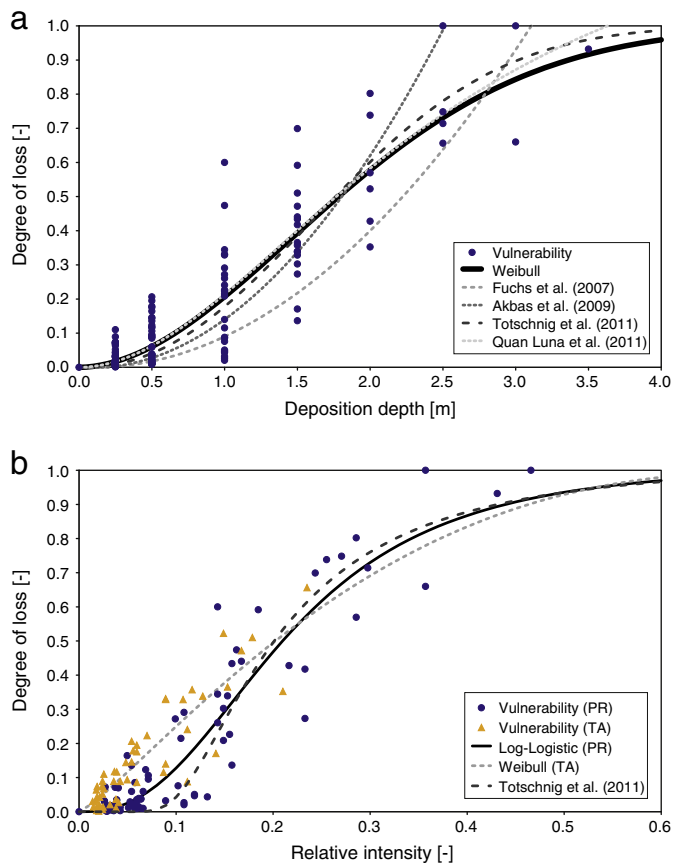 a
1.0
0.9
0.8
0.7
0.6
0.5
0.4
0.3
0.2
0.1
0.0
Degree of loss [-]
Vulnerability
Weibull
Fuchs et al. (2007)
Akbas et al. (2009)
Totschnig et al. (2011)
Quan Luna et al. (2011)
0.0 0.5 1.0 1.5 2.0 2.5 3.0 3.5 4.0
Deposition depth [m]
b
1.0
0.9
0.8
0.7
0.6
0.5
0.4
0.3
0.2
0.1
0.0
Degree of loss [-]
Vulnerability (PR)
Vulnerability (TA)
Log-Logistic (PR)
Weibull (TA)
Totschnig et al. (2011)
0.0 0.1 0.2 0.3 0.4 0.5 0.6
Relative intensity [-]